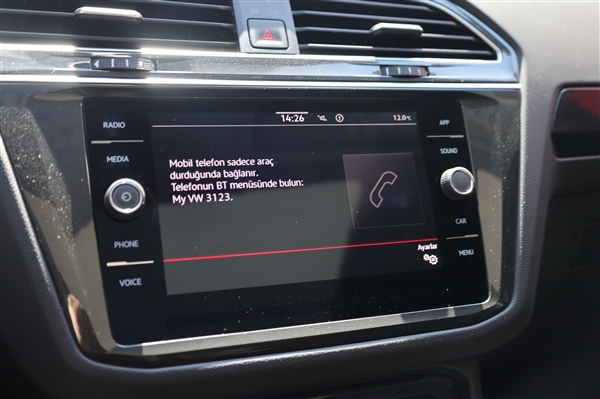 RADIO
MEDIA
PHONE
VOICE
14:26
12.0°C
Mobil telefon sadece araç
durduğunda bağlanır.
Telefonun BT menüsünde bulun:
My VW 3123.
Ayarlar
APP
SOUND
CAR
MENU